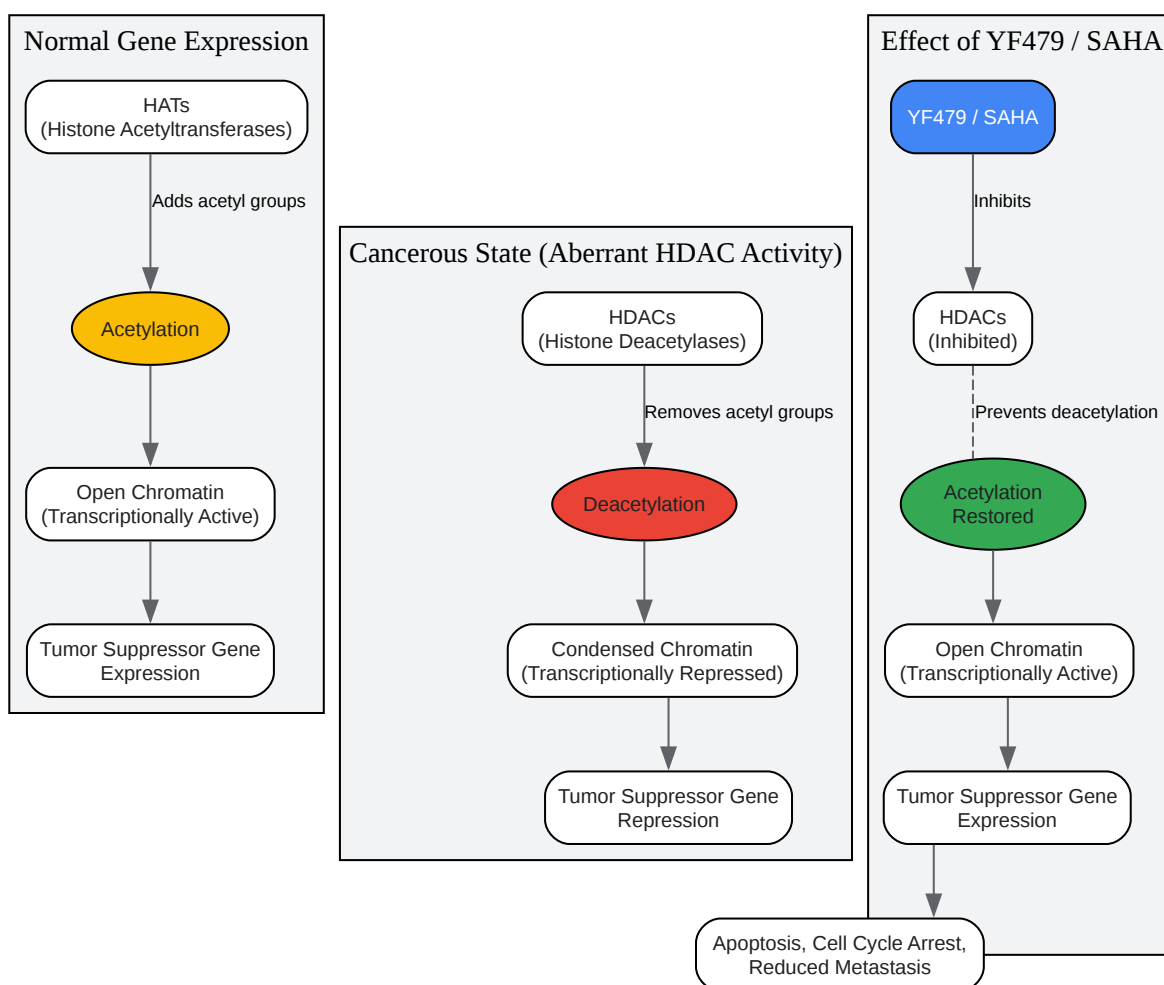 Normal Gene Expression
HATs
(Histone Acetyltransferases)
Adds acetyl groups
Acetylation
Open Chromatin
(Transcriptionally Active)
Tumor Suppressor Gene
Expression
Cancerous State (Aberrant HDAC Activity)
HDACs
(Histone Deacetylases)
Removes acetyl groups
Deacetylation
Condensed Chromatin
(Transcriptionally Repressed)
Tumor Suppressor Gene
Repression
Effect of YF479 / SAHA
YF479 / SAHA
Inhibits
HDACs
(Inhibited)
Prevents deacetylation
Acetylation
Restored
Open Chromatin
(Transcriptionally Active)
Tumor Suppressor Gene
Expression
Apoptosis, Cell Cycle Arrest,
Reduced Metastasis